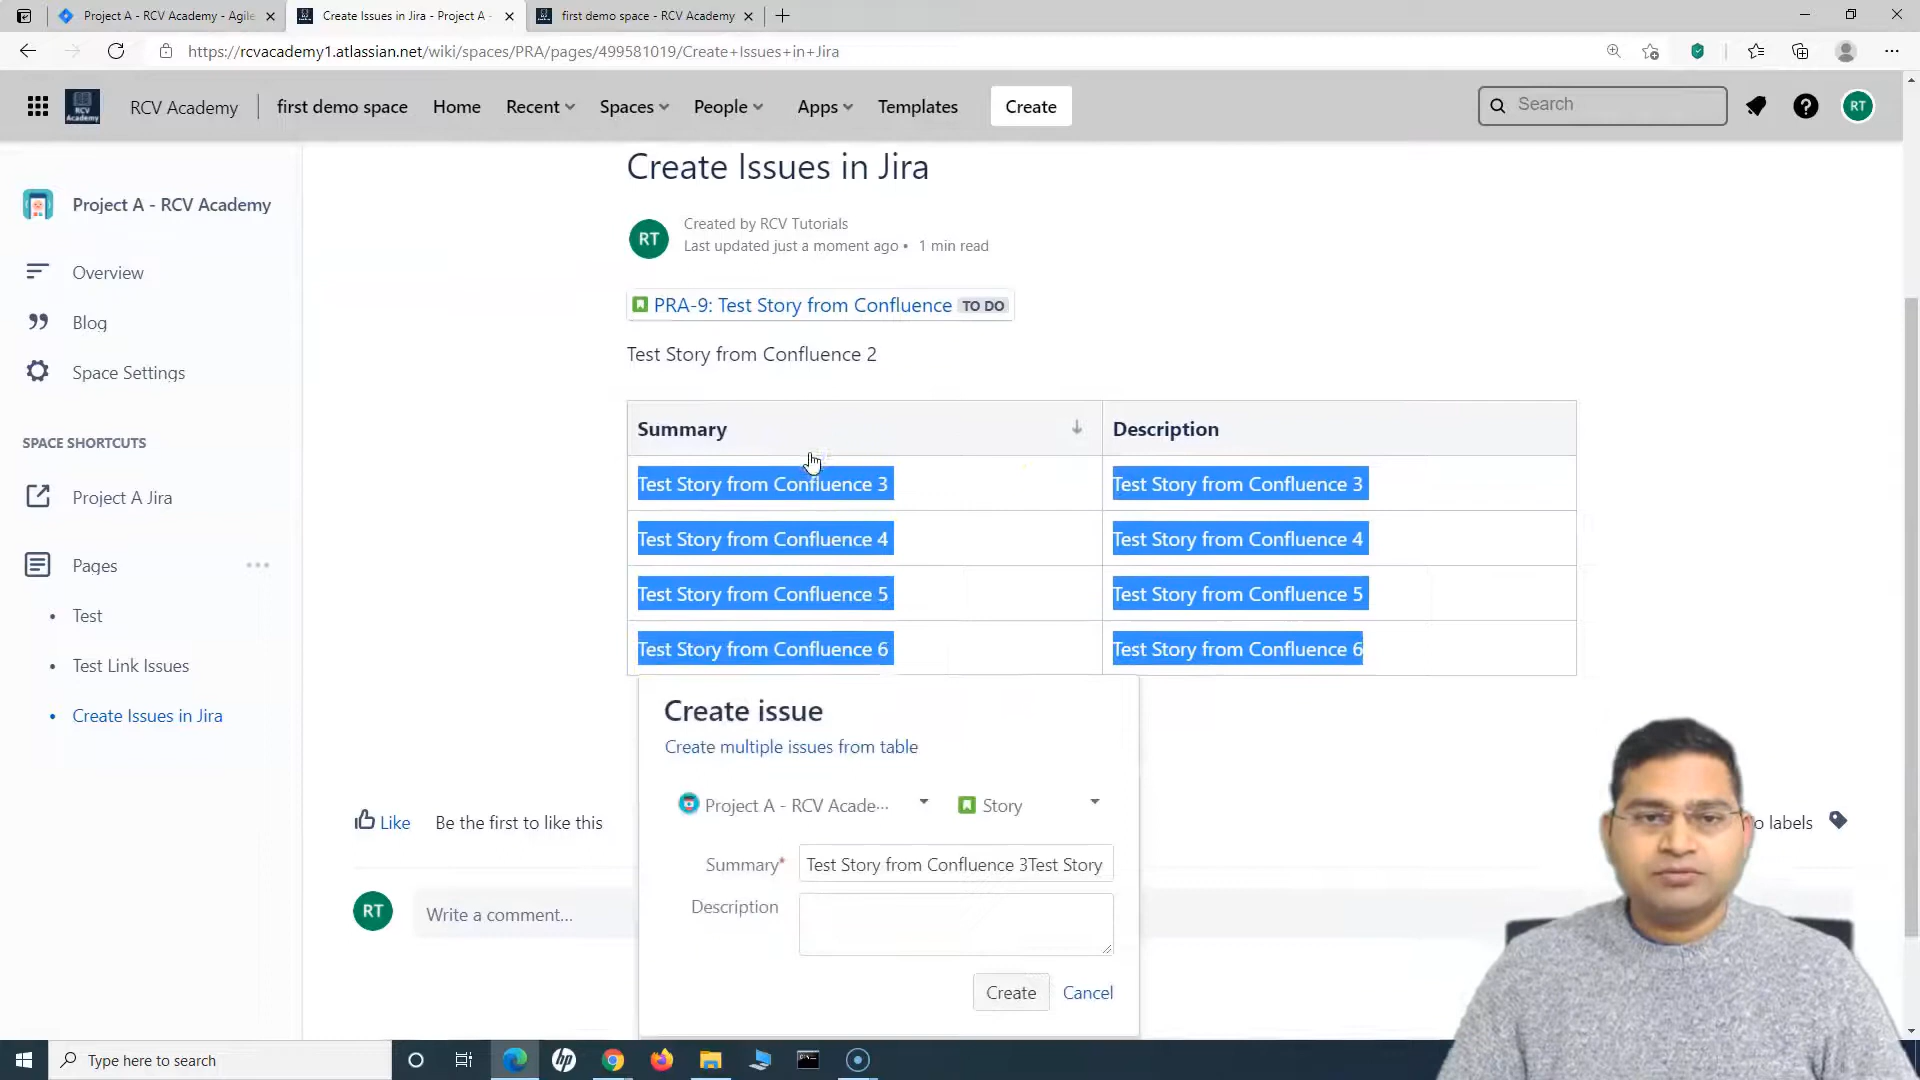 Project A - RCV Academy - Agile
Create Issues in Jira - Project A -
first demo space - RCV Academy
https://rcvacademy1.atlassian.net/wiki/spaces/PRA/pages/499581019/Create+Issues+in+Jira
RCV Academy
RCV Academy
first demo space
Home
Recent
Spaces
People
Apps
Templates
Create
Search
RT
Project A - RCV Academy
Overview
Blog
Space Settings
SPACE SHORTCUTS
Project A Jira
Pages
Test
Test Link Issues
Create Issues in Jira
Create Issues in Jira
RT
Created by RCV Tutorials
Last updated just a moment ago • 1 min read
PRA-9: Test Story from Confluence TO DO
Test Story from Confluence 2
Summary Description
Test Story from Confluence 3 Test Story from Confluence 3
Test Story from Confluence 4 Test Story from Confluence 4
Test Story from Confluence 5 Test Story from Confluence 5
Test Story from Confluence 6 Test Story from Confluence 6
Create issue
Create multiple issues from table
Project A - RCV Acade... Story
Summary* Test Story from Confluence 3Test Story
Description
Create Cancel
Like Be the first to like this
o labels
RT
Write a comment...
Type here to search
hp